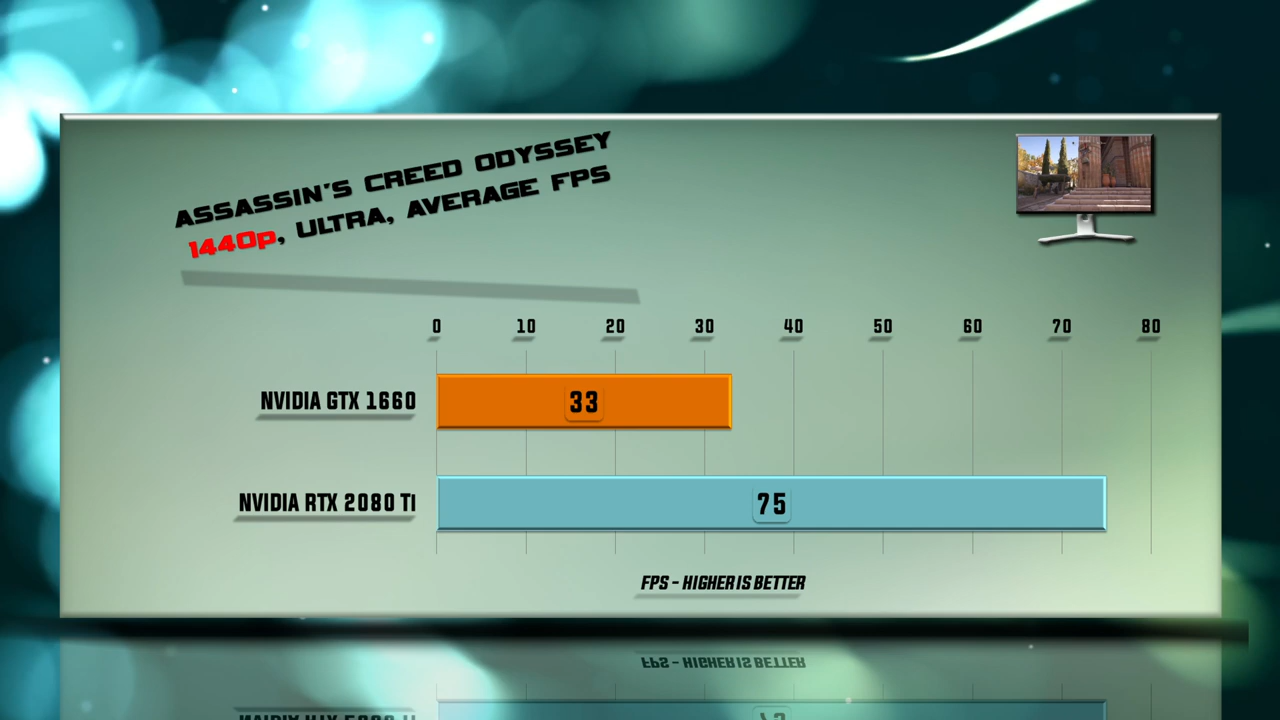 ASSASSIN'S CREED ODYSSEY
1440p, ULTRA, AVERAGE FPS
0 10 20 30 40 50 60 70 80
NVIDIA GTX 1660 33
NVIDIA RTX 2080 TI 75
FPS - HIGHER IS BETTER